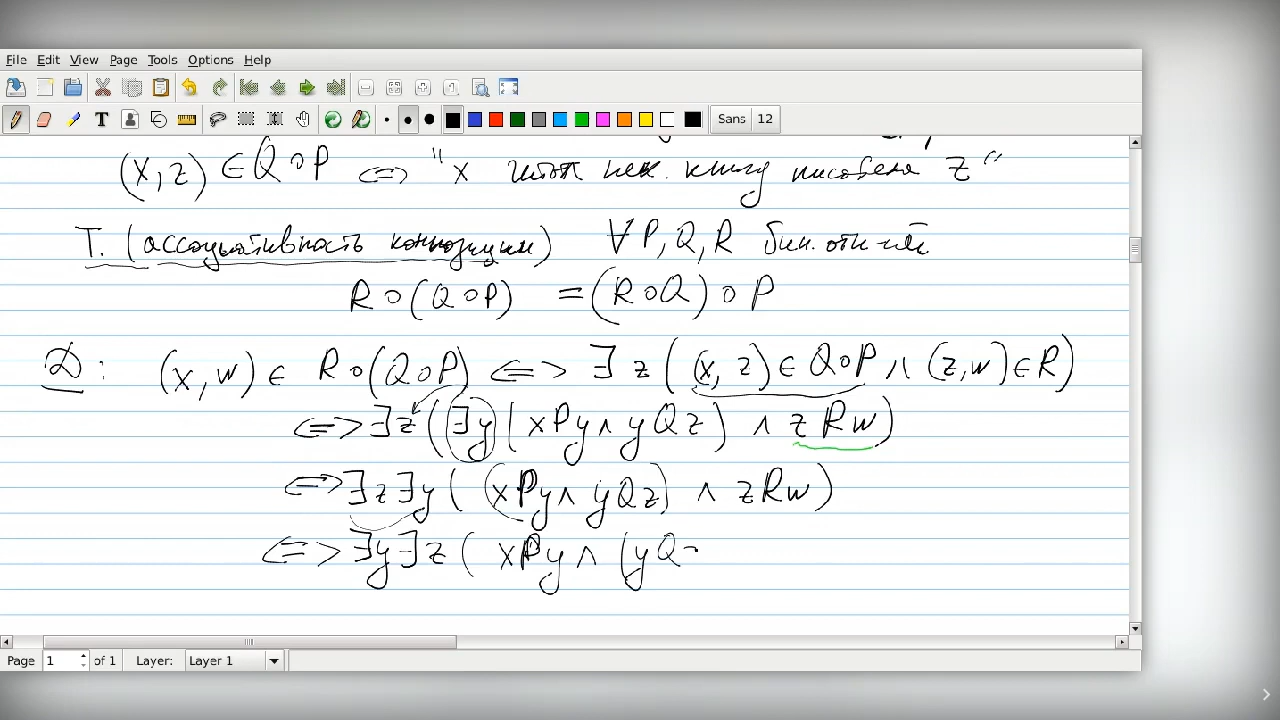 File Edit View Page Tools Options Help
Sans 12
(x, z) ∈ Q∘P ⟺ "x читал нек. книгу писателя z"
Т. (ассоциативность композиции) ∀ P, Q, R бин. отн-ий
R∘(Q∘P) = (R∘Q)∘P
D: (x, w) ∈ R∘(Q∘P) ⟺ ∃ z ( (x, z) ∈ Q∘P ∧ (z, w) ∈ R)
⟺ ∃z (∃y ( xPy ∧ yQz) ∧ zRw)
⟺ ∃z∃y ( (xPy ∧ yQz) ∧ zRw)
⟺ ∃y∃z ( xPy ∧ (yQ
Page 1 of 1 Layer: Layer 1